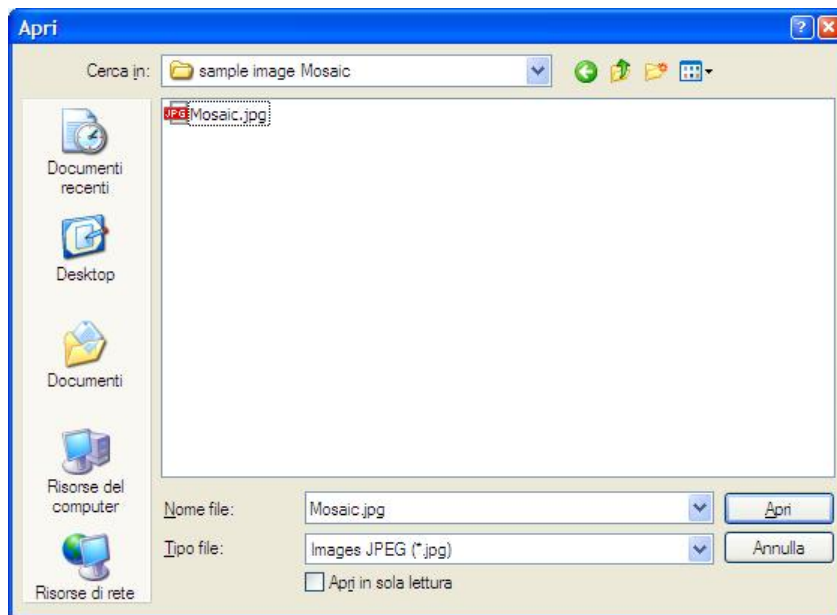 Apri
Cerca in: sample image Mosaic
JPG Mosaic.jpg
Documenti
recenti
Desktop
Documenti
Risorse del
computer
Risorse di rete
Nome file: Mosaic.jpg Apri
Tipo file: Images JPEG (*.jpg) Annulla
Apri in sola lettura